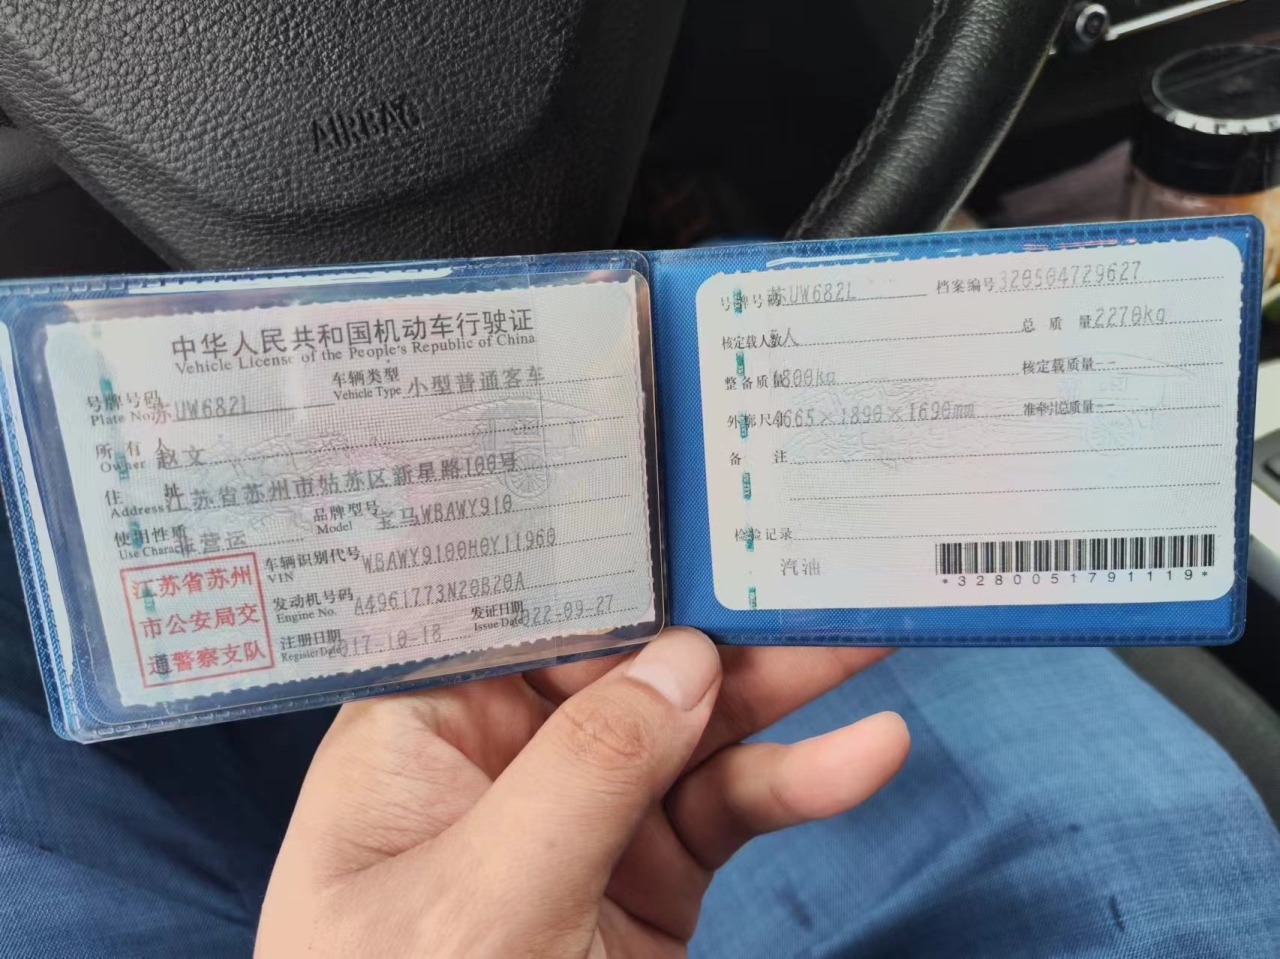 AIRBAG
中华人民共和国机动车行驶证
Vehicle License of the People's Republic of China
号牌号码 苏UW682L 车辆类型 小型普通客车
Plate No. Vehicle Type
所有人 赵文
Owner
住址 江苏省苏州市姑苏区新星路100号
Address
使用性质 非营运 品牌型号 宝马WBAWY910
Use Character Model
车辆识别代号 WBAWY9100H0Y11960
VIN
发动机号码 A4961773N20B20A
Engine No.
注册日期 2017-10-18 发证日期 2022-09-27
Register Date Issue Date
江苏省苏州
市公安局交
通警察支队
号牌号码 苏UW682L 档案编号 320504729627
核定载人数 人 总质量 2270kg
整备质量 1800kg 核定载质量 --
外廓尺寸 4665×1890×1690mm 准牵引总质量 --
备注
检验记录
汽油
*3280051791119*